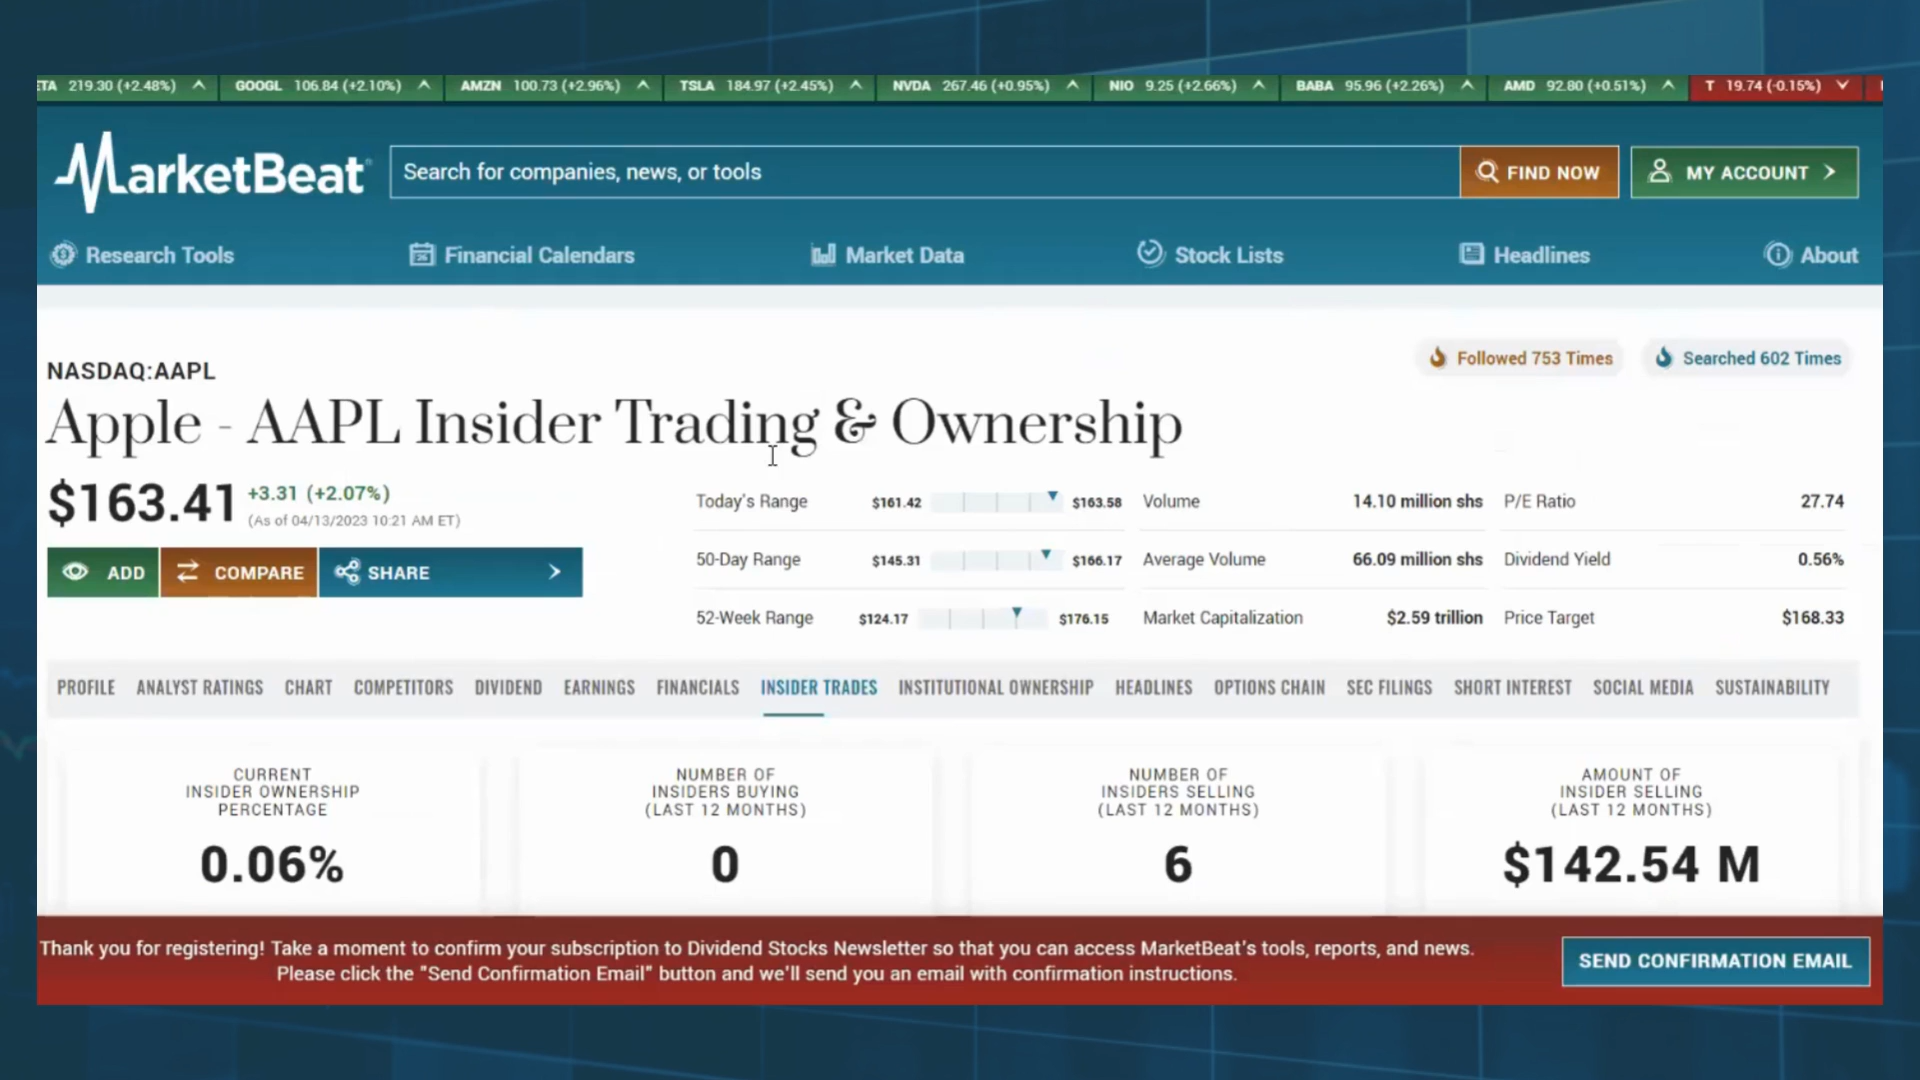 TA 219.30 (+2.48%) GOOGL 106.84 (+2.10%) AMZN 100.73 (+2.96%) TSLA 184.97 (+2.45%) NVDA 267.46 (+0.95%) NIO 9.25 (+2.66%) BABA 95.96 (+2.26%) AMD 92.80 (+0.51%) T 19.74 (-0.15%)
MarketBeat® Search for companies, news, or tools FIND NOW MY ACCOUNT
Research Tools Financial Calendars Market Data Stock Lists Headlines About
Followed 753 Times Searched 602 Times
NASDAQ:AAPL
Apple - AAPL Insider Trading & Ownership
$163.41 +3.31 (+2.07%)
(As of 04/13/2023 10:21 AM ET)
ADD COMPARE SHARE
Today's Range $161.42 $163.58 Volume 14.10 million shs P/E Ratio 27.74
50-Day Range $145.31 $166.17 Average Volume 66.09 million shs Dividend Yield 0.56%
52-Week Range $124.17 $176.15 Market Capitalization $2.59 trillion Price Target $168.33
PROFILE ANALYST RATINGS CHART COMPETITORS DIVIDEND EARNINGS FINANCIALS INSIDER TRADES INSTITUTIONAL OWNERSHIP HEADLINES OPTIONS CHAIN SEC FILINGS SHORT INTEREST SOCIAL MEDIA SUSTAINABILITY
CURRENT
INSIDER OWNERSHIP
PERCENTAGE
0.06%
NUMBER OF
INSIDERS BUYING
(LAST 12 MONTHS)
0
NUMBER OF
INSIDERS SELLING
(LAST 12 MONTHS)
6
AMOUNT OF
INSIDER SELLING
(LAST 12 MONTHS)
$142.54 M
Thank you for registering! Take a moment to confirm your subscription to Dividend Stocks Newsletter so that you can access MarketBeat's tools, reports, and news.
Please click the "Send Confirmation Email" button and we'll send you an email with confirmation instructions.
SEND CONFIRMATION EMAIL